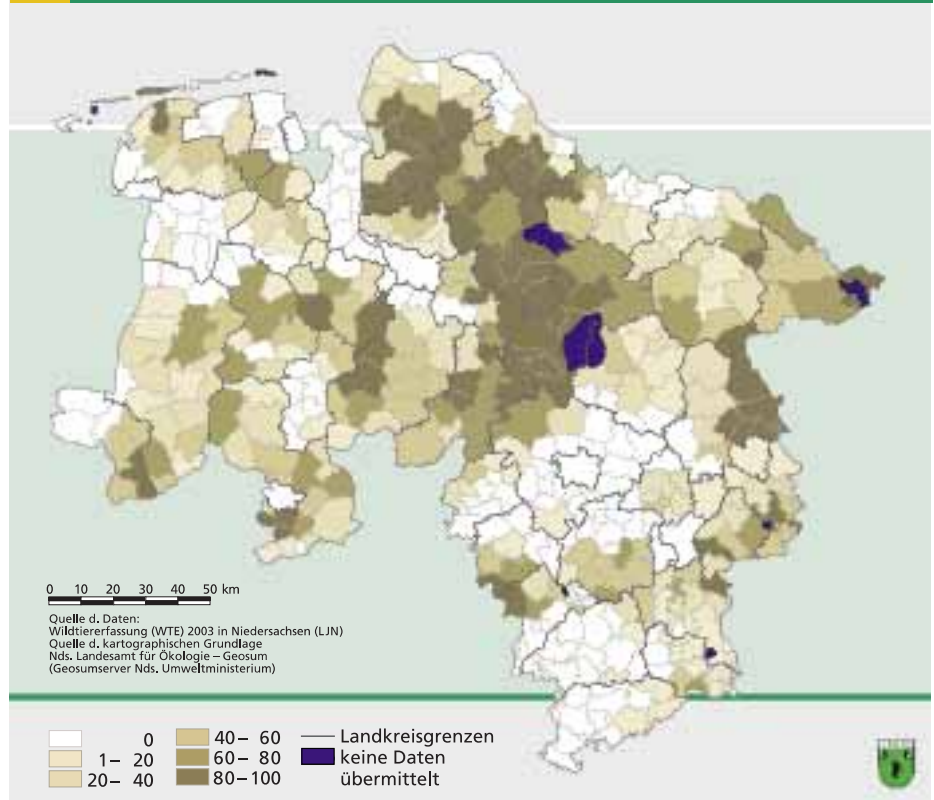 0 10 20 30 40 50 km
Quelle d. Daten:
Wildtiererfassung (WTE) 2003 in Niedersachsen (LJN)
Quelle d. kartographischen Grundlage
Nds. Landesamt für Ökologie – Geosum
(Geosumserver Nds. Umweltministerium)
0
1– 20
20– 40
40– 60
60– 80
80–100
Landkreisgrenzen
keine Daten
übermittelt